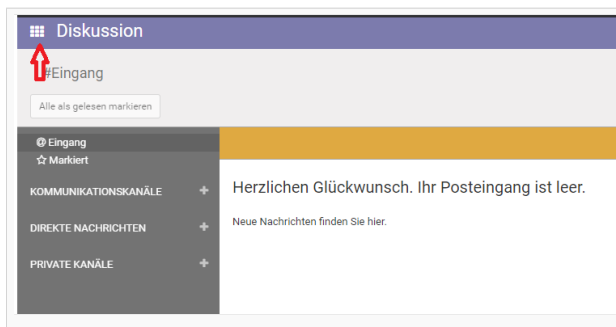 Diskussion
#Eingang
Alle als gelesen markieren
@ Eingang
Markiert
KOMMUNIKATIONSKANÄLE +
DIREKTE NACHRICHTEN +
PRIVATE KANÄLE +
Herzlichen Glückwunsch. Ihr Posteingang ist leer.
Neue Nachrichten finden Sie hier.